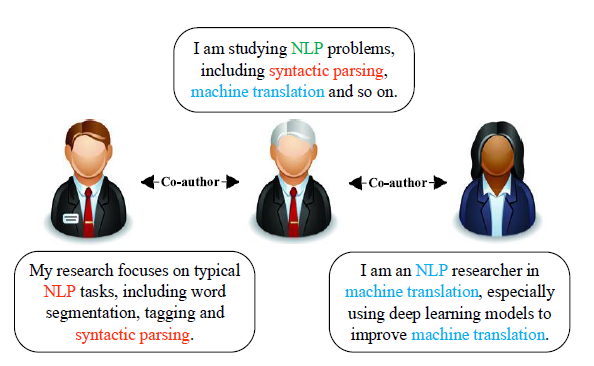 I am studying NLP problems,
including syntactic parsing,
machine translation and so on.
Co-author
Co-author
My research focuses on typical
NLP tasks, including word
segmentation, tagging and
syntactic parsing.
I am an NLP researcher in
machine translation, especially
using deep learning models to
improve machine translation.